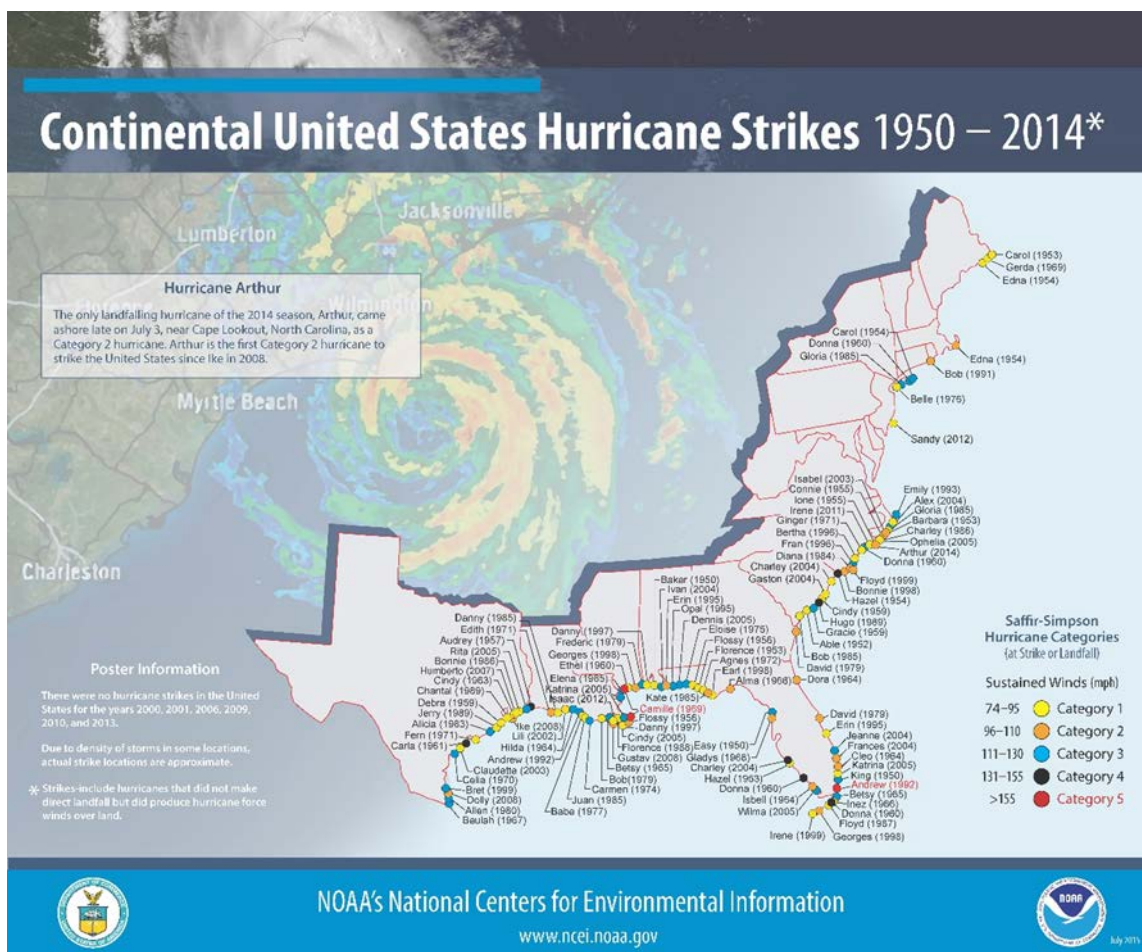 Continental United States Hurricane Strikes 1950 – 2014*
Jacksonville
Lumberton
Wilmington
Myrtle Beach
Charleston
Hurricane Arthur
The only landfalling hurricane of the 2014 season, Arthur, came
ashore late on July 3, near Cape Lookout, North Carolina, as a
Category 2 hurricane. Arthur is the first Category 2 hurricane to
strike the United States since Ike in 2008.
Carol (1953)
Gerda (1969)
Edna (1954)
Carol (1954)
Donna (1960)
Gloria (1985)
Edna (1954)
Bob (1991)
Belle (1976)
Sandy (2012)
Isabel (2003)
Connie (1955)
Ione (1955)
Irene (2011)
Ginger (1971)
Bertha (1996)
Fran (1996)
Diana (1984)
Charley (2004)
Gaston (2004)
Emily (1993)
Alex (2004)
Gloria (1985)
Barbara (1953)
Charley (1986)
Ophelia (2005)
Arthur (2014)
Donna (1960)
Floyd (1999)
Bonnie (1998)
Hazel (1954)
Cindy (1959)
Hugo (1989)
Gracie (1959)
Able (1952)
Bob (1985)
David (1979)
Dora (1964)
Baker (1950)
Ivan (2004)
Erin (1995)
Opal (1995)
Dennis (2005)
Eloise (1975)
Flossy (1956)
Florence (1953)
Agnes (1972)
Earl (1998)
Alma (1966)
Kate (1985)
Danny (1997)
Frederic (1979)
Georges (1998)
Ethel (1960)
Elena (1985)
Katrina (2005)
Isaac (2012)
Camille (1969)
Flossy (1956)
Danny (1997)
Cindy (2005)
Florence (1988)
Gustav (2008)
Betsy (1965)
Bob(1979)
Carmen (1974)
Juan (1985)
Babe (1977)
Danny (1985)
Edith (1971)
Audrey (1957)
Rita (2005)
Bonnie (1986)
Humberto (2007)
Cindy (1963)
Chantal (1989)
Debra (1959)
Jerry (1989)
Alicia (1983)
Fern (1971)
Carla (1961)
Ike (2008)
Lili (2002)
Hilda (1964)
Andrew (1992)
Claudette (2003)
Celia (1970)
Bret (1999)
Dolly (2008)
Allen (1980)
Beulah (1967)
Easy (1950)
Gladys (1968)
Charley (2004)
Hazel (1953)
Donna (1960)
Isbell (1964)
Wilma (2005)
Irene (1999)
David (1979)
Erin (1995)
Jeanne (2004)
Frances (2004)
Cleo (1964)
Katrina (2005)
King (1950)
Andrew (1992)
Betsy (1965)
Inez (1966)
Donna (1960)
Floyd (1987)
Georges (1998)
Saffir-Simpson
Hurricane Categories
(at Strike or Landfall)
Sustained Winds (mph)
74–95 Category 1
96–110 Category 2
111–130 Category 3
131–155 Category 4
>155 Category 5
Poster Information
There were no hurricane strikes in the United
States for the years 2000, 2001, 2006, 2009,
2010, and 2013.
Due to density of storms in some locations,
actual strike locations are approximate.
* Strikes-include hurricanes that did not make
direct landfall but did produce hurricane force
winds over land.
NOAA's National Centers for Environmental Information
www.ncei.noaa.gov
NOAA